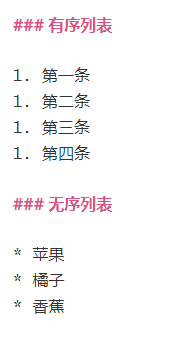 ### 有序列表
1. 第一条
1. 第二条
1. 第三条
1. 第四条
### 无序列表
* 苹果
* 橘子
* 香蕉